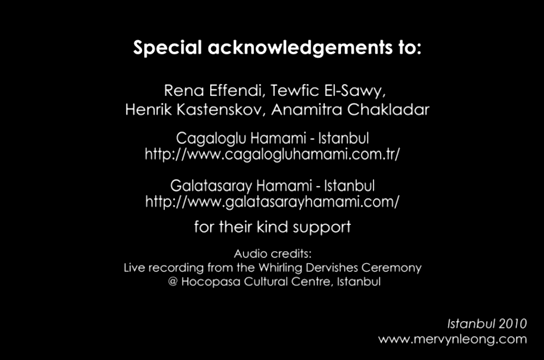 Special acknowledgements to:
Rena Effendi, Tewfic El-Sawy,
Henrik Kastenskov, Anamitra Chakladar
Cagaloglu Hamami - Istanbul
http://www.cagalogluhamami.com.tr/
Galatasaray Hamami - Istanbul
http://www.galatasarayhamami.com/
for their kind support
Audio credits:
Live recording from the Whirling Dervishes Ceremony
@ Hocopasa Cultural Centre, Istanbul
Istanbul 2010
www.mervynleong.com